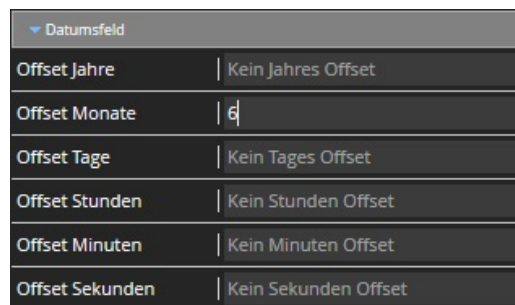 Datumsfeld
Offset Jahre Kein Jahres Offset
Offset Monate 6
Offset Tage Kein Tages Offset
Offset Stunden Kein Stunden Offset
Offset Minuten Kein Minuten Offset
Offset Sekunden Kein Sekunden Offset